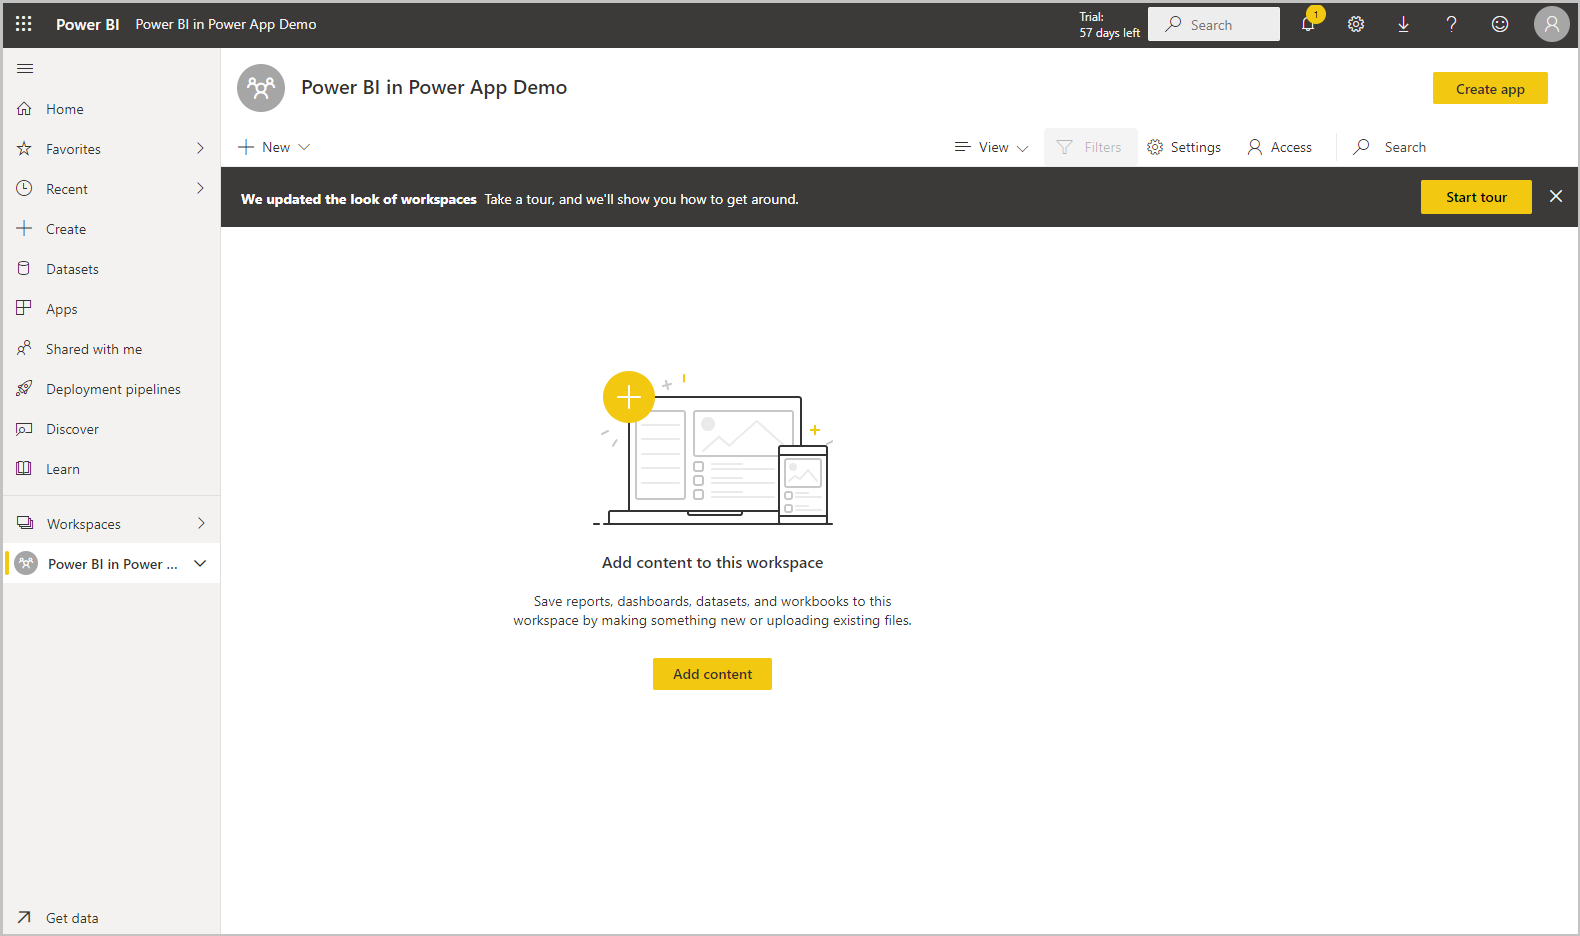 Power BI Power BI in Power App Demo
Trial:
57 days left
Search
1
Home
Favorites
Recent
Create
Datasets
Apps
Shared with me
Deployment pipelines
Discover
Learn
Workspaces
Power BI in Power ...
Get data
Power BI in Power App Demo
Create app
New
View
Filters
Settings
Access
Search
We updated the look of workspaces Take a tour, and we'll show you how to get around.
Start tour
Add content to this workspace
Save reports, dashboards, datasets, and workbooks to this
workspace by making something new or uploading existing files.
Add content